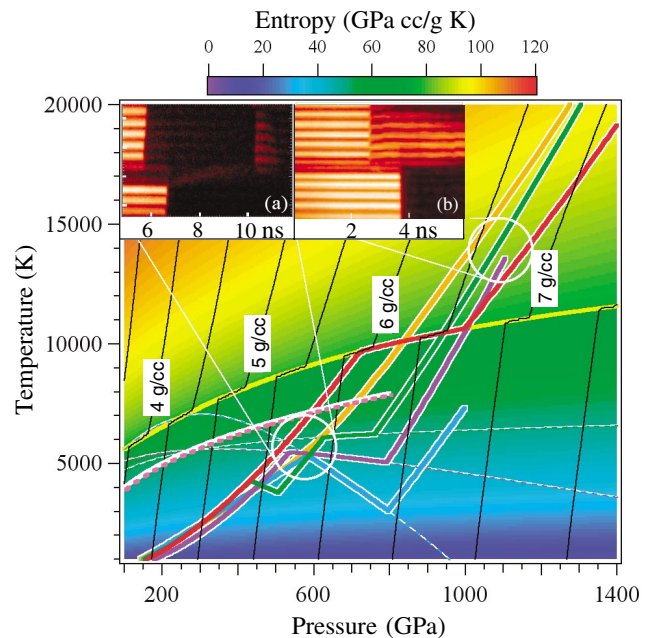 Entropy (GPa cc/g K)
0 20 40 60 80 100 120
20000
15000
10000
5000
Temperature (K)
(a)
(b)
6 8 10 ns
2 4 ns
4 g/cc
5 g/cc
6 g/cc
7 g/cc
200 600 1000 1400
Pressure (GPa)